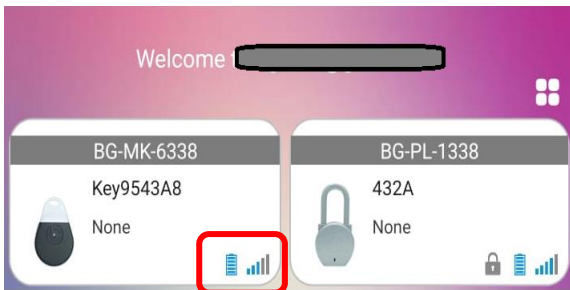 Welcome
BG-MK-6338
Key9543A8
None
BG-PL-1338
432A
None